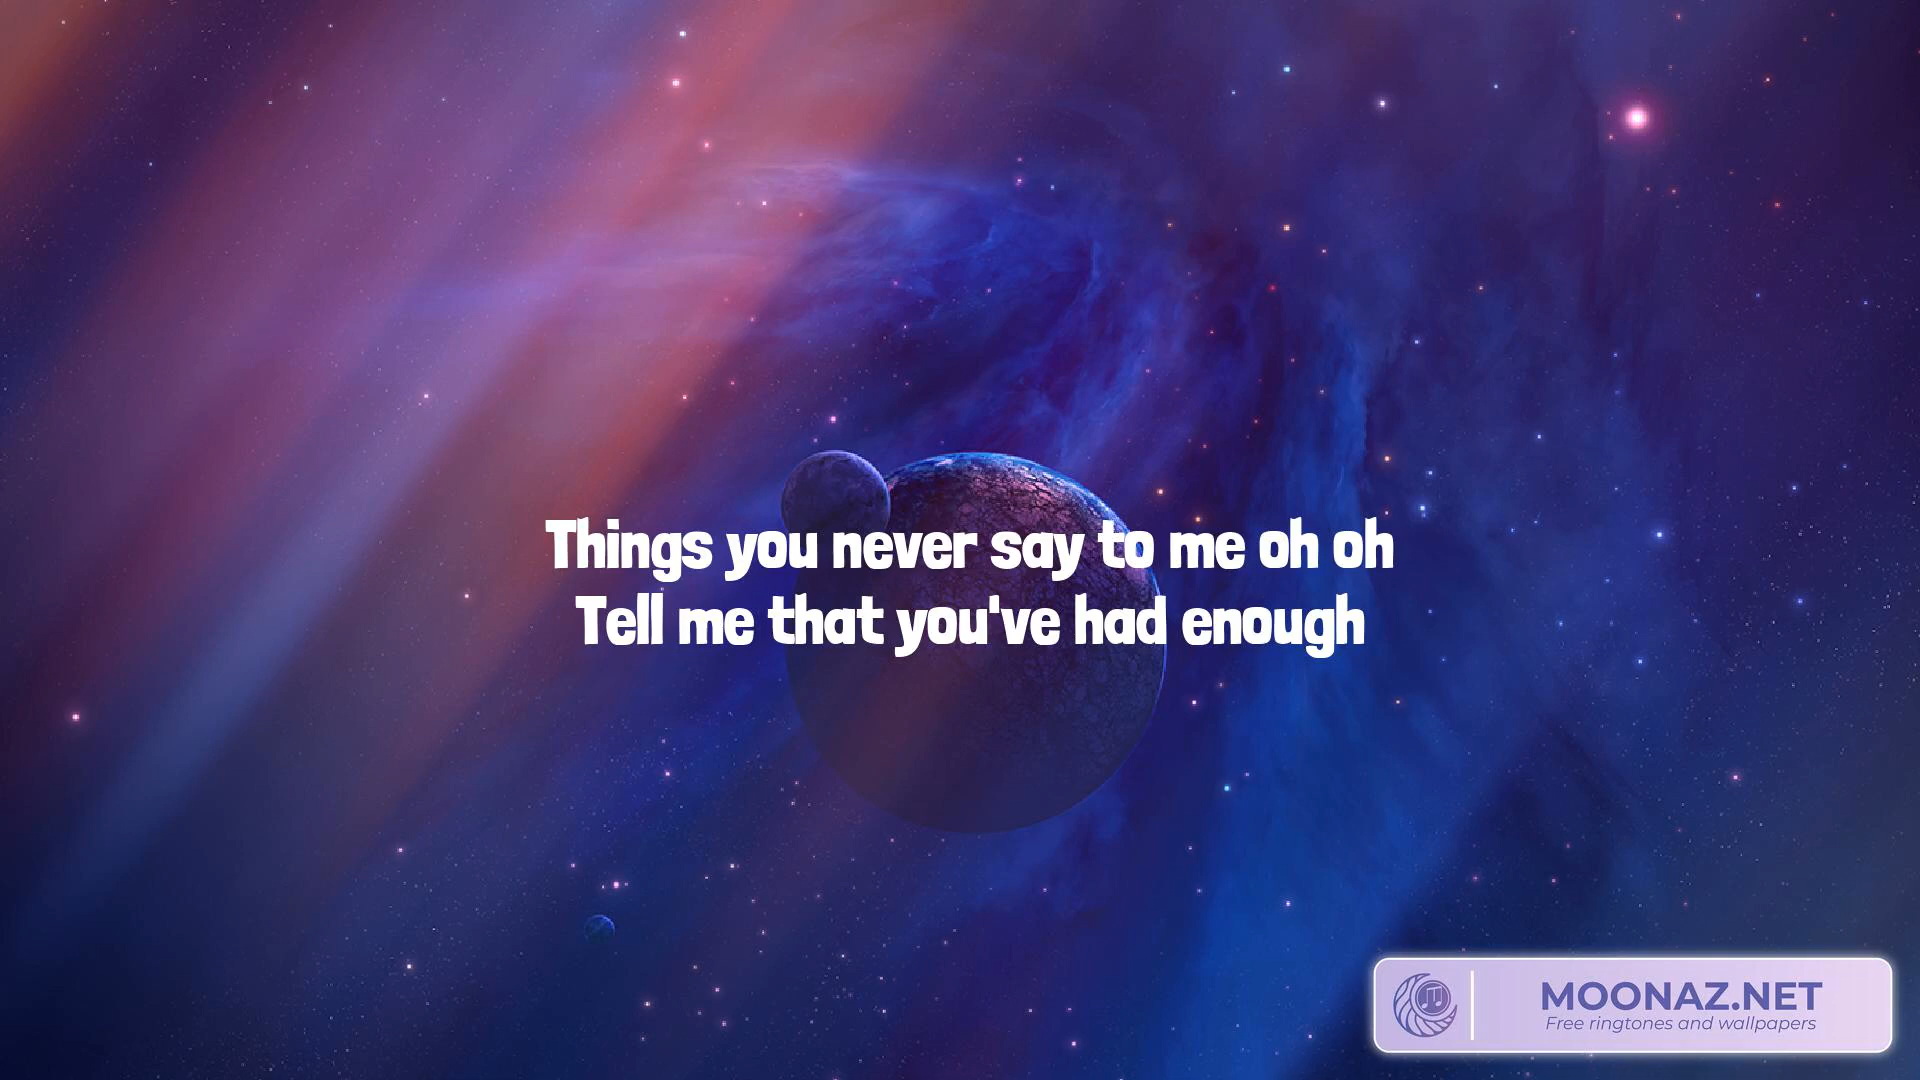 Things you never say to me oh oh
Tell me that you've had enough
MOONAZ.NET
Free ringtones and wallpapers